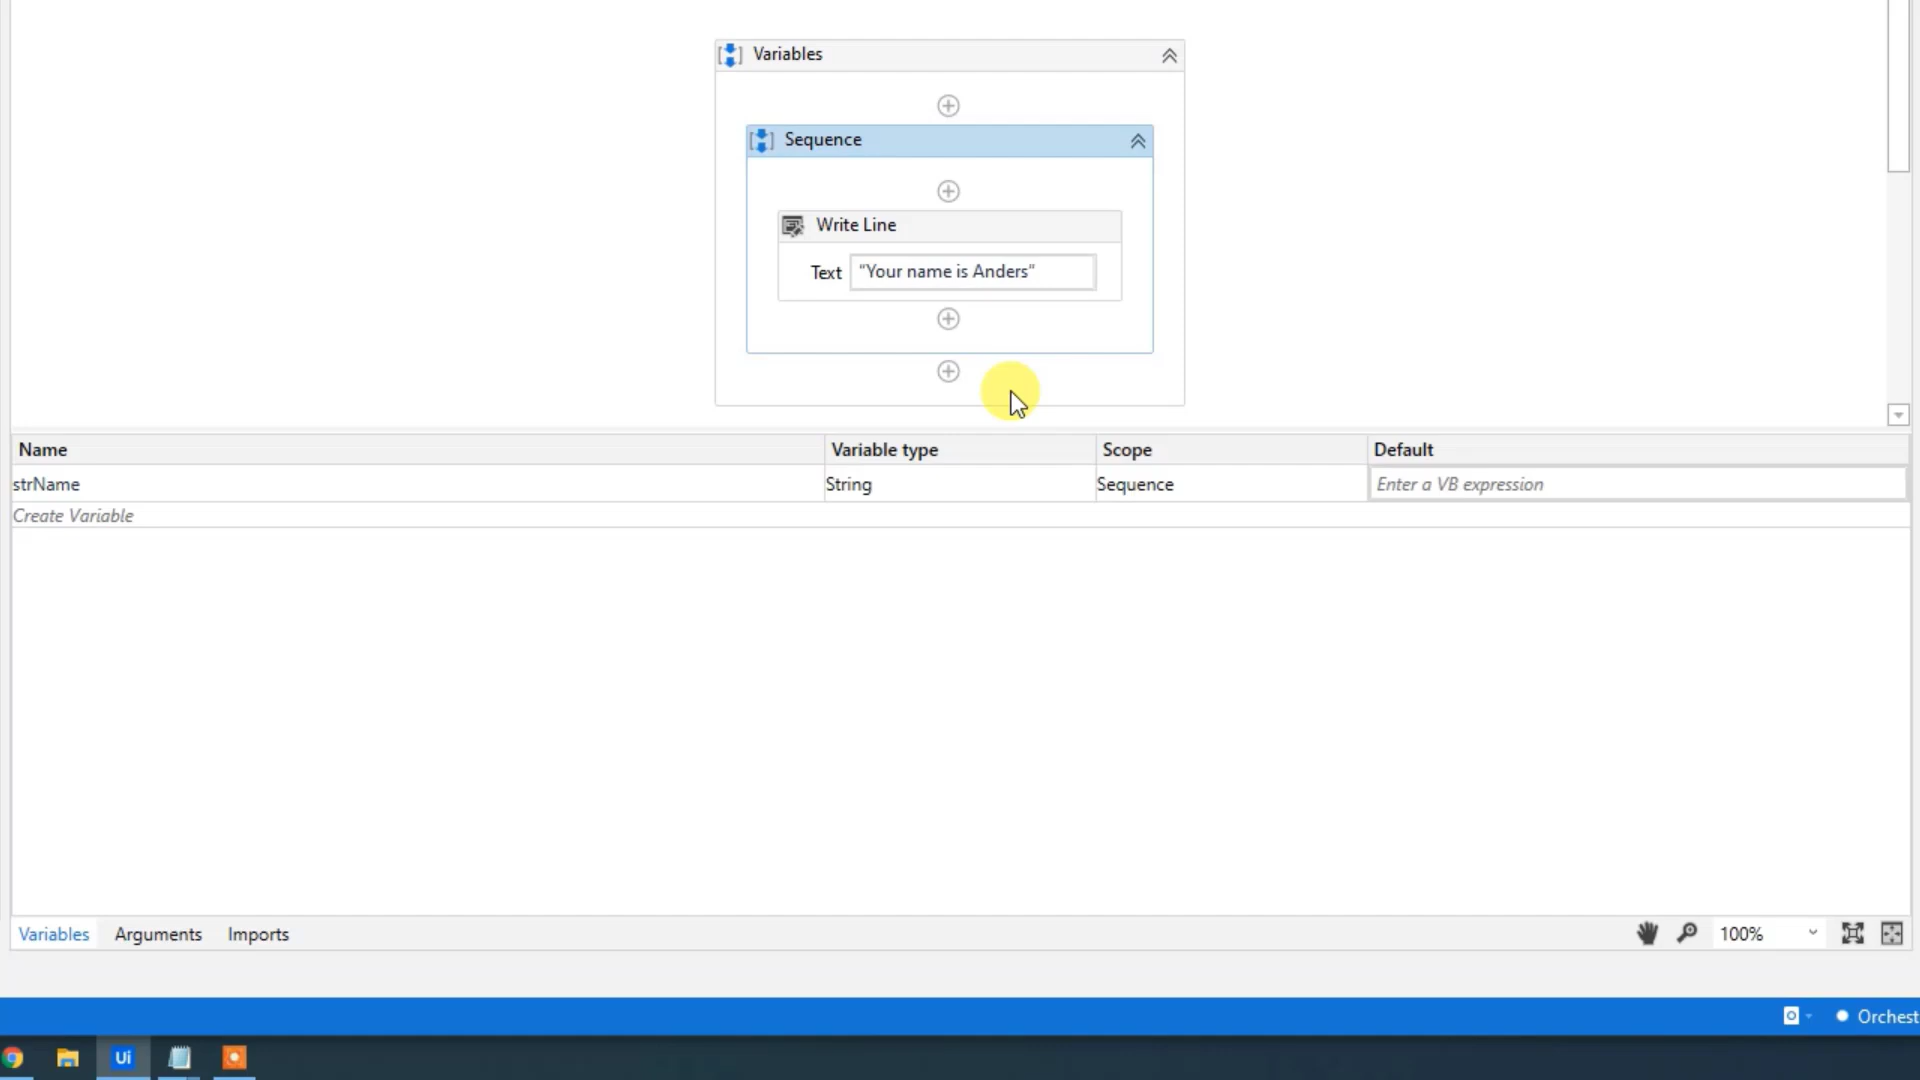 Variables
Sequence
Write Line
Text "Your name is Anders"
Name Variable type Scope Default
strName String Sequence Enter a VB expression
Create Variable
Variables Arguments Imports 100%
Orchest
Ui